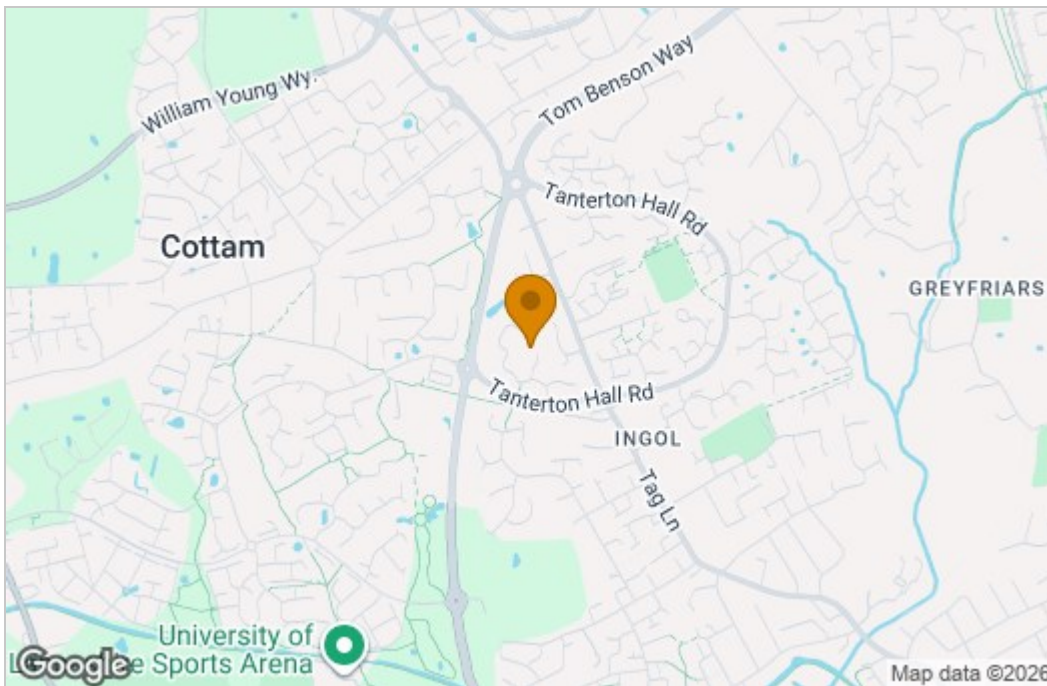 William Young Wy.
Tom Benson Way
Tanterton Hall Rd
Cottam
GREYFRIARS
Tanterton Hall Rd
INGOL
Tag Ln
University of
Sports Arena
Google
Map data ©2026